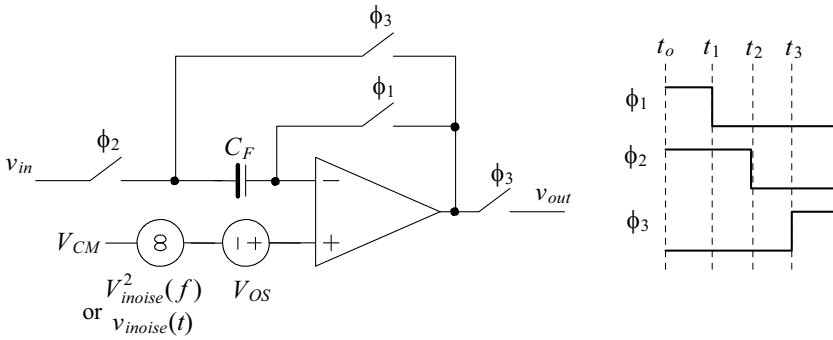 ϕ3
ϕ1
ϕ2
vin
CF
ϕ3
vout
VCM
VOS
V²inoise(f)
or vinoise(t)
to t1 t2 t3
ϕ1
ϕ2
ϕ3